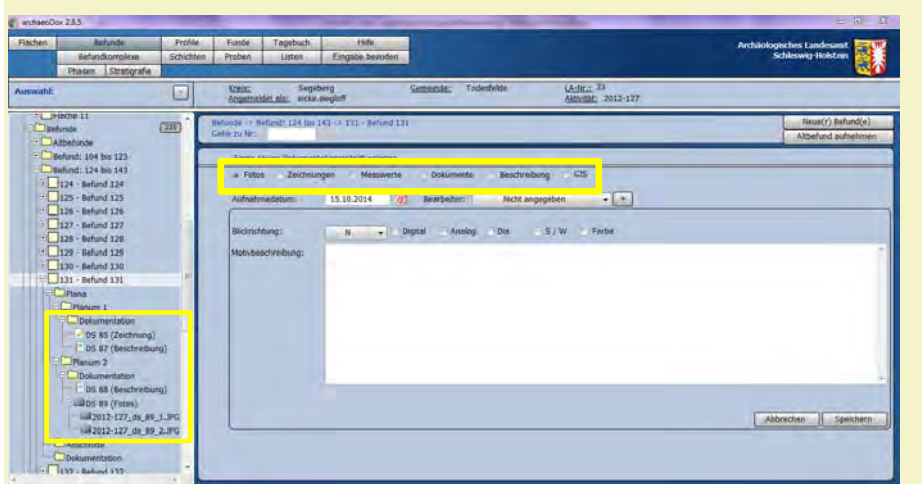 archaeoDox 2.8.5
Flächen Befunde Profile Funde Tagebuch Hilfe
Befundkomplexe Schichten Proben Listen Eingabe beenden
Phasen Stratigrafie
Archäologisches Landesamt
Schleswig-Holstein
Auswahl:
Kreis: Segeberg Gemeinde: Todesfelde LA-Nr.: 33
Angemeldet als: eicke.siegloff Aktivität: 2012-127
Fläche 11
Befunde
Altbefunde
Befund: 104 bis 123
Befund: 124 bis 143
124 - Befund 124
125 - Befund 125
126 - Befund 126
127 - Befund 127
128 - Befund 128
129 - Befund 129
130 - Befund 130
131 - Befund 131
Plana
Planum 1
Dokumentation
DS 85 (Zeichnung)
DS 87 (Beschreibung)
Planum 2
Dokumentation
DS 88 (Beschreibung)
DS 89 (Fotos)
2012-127_ds_89_1.JPG
2012-127_ds_89_2.JPG
Anschnitte
Dokumentation
132 - Befund 132
Befunde -> Befund: 124 bis 143 -> 131 - Befund 131
Gehe zu Nr:
Neue(r) Befund(e)
Altbefund aufnehmen
Fotos Zeichnungen Messwerte Dokumente Beschreibung GIS
Aufnahmedatum: 15.10.2014 Bearbeiter: Nicht angegeben +
Blickrichtung: N Digital Analog Dia S / W Farbe
Motivbeschreibung:
Abbrechen Speichern